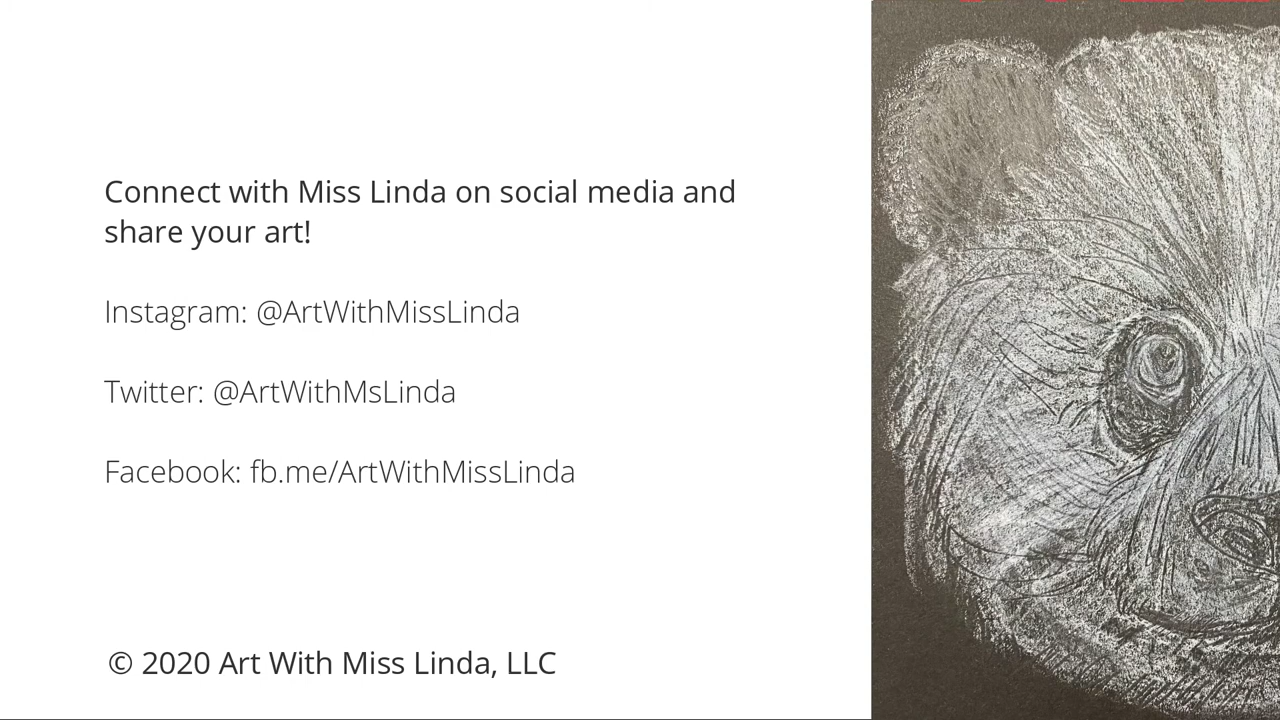 Connect with Miss Linda on social media and
share your art!
Instagram: @ArtWithMissLinda
Twitter: @ArtWithMsLinda
Facebook: fb.me/ArtWithMissLinda
© 2020 Art With Miss Linda, LLC